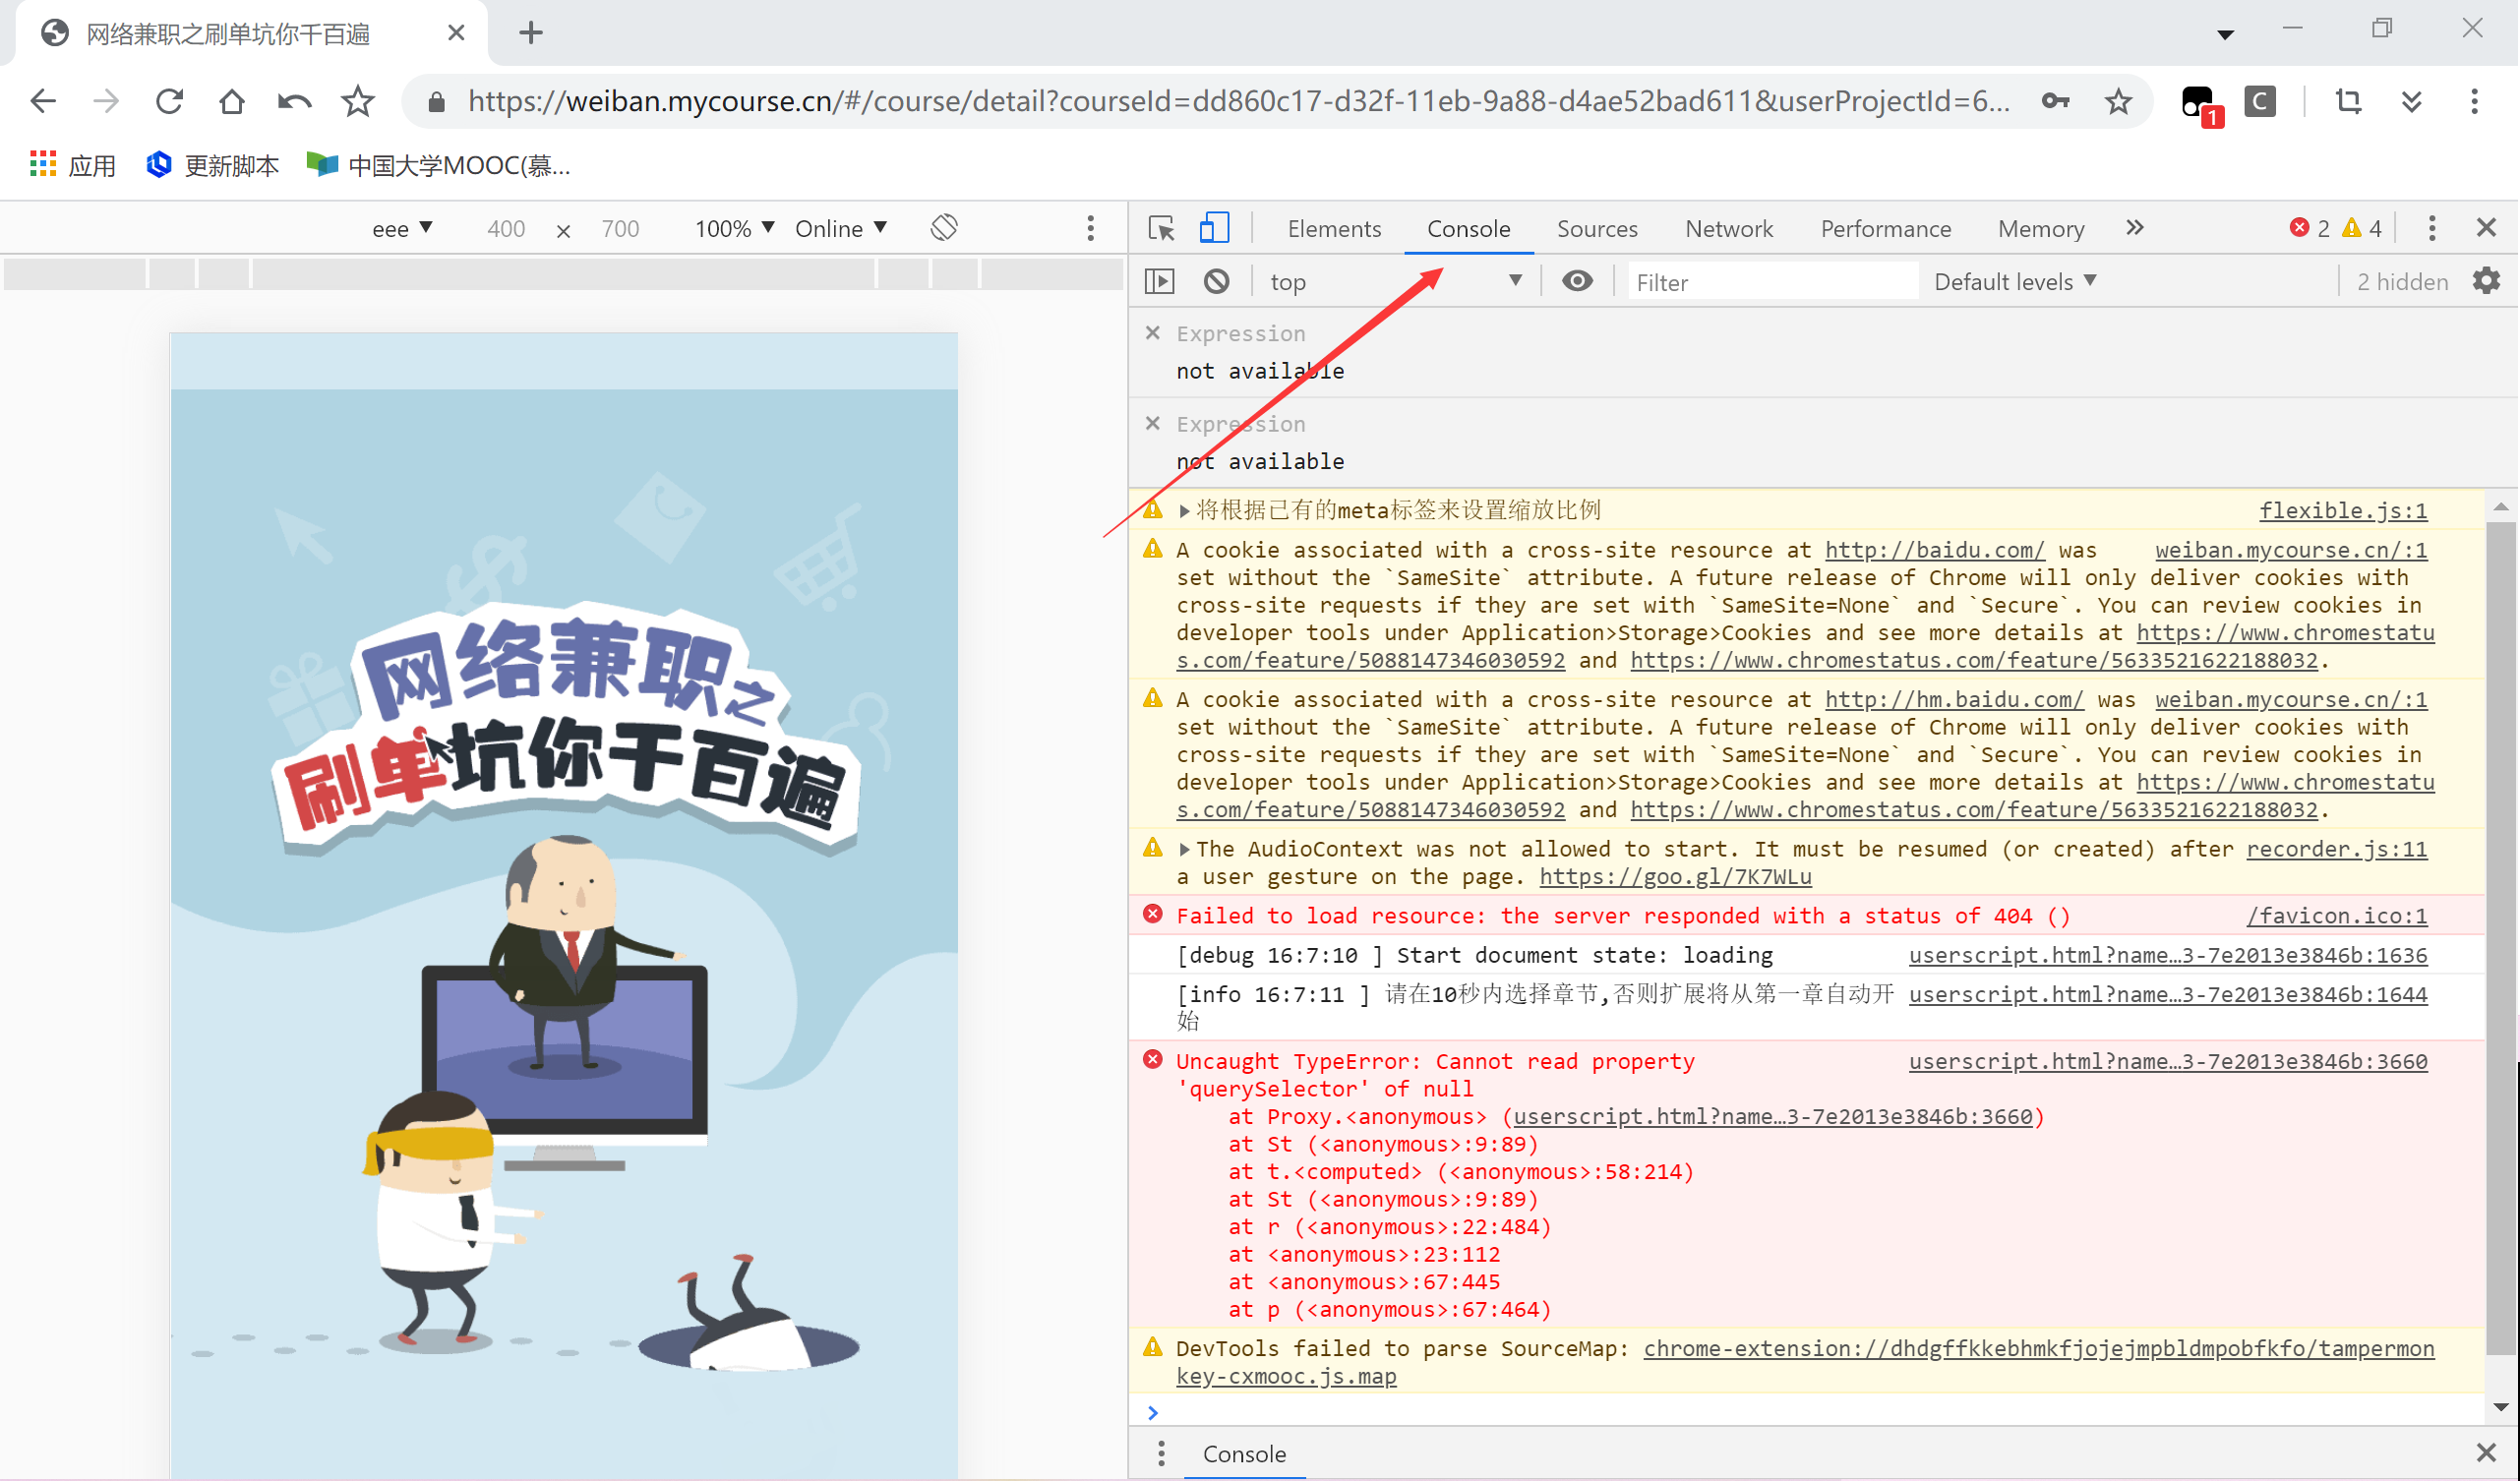 网络兼职之刷单坑你千百遍
https://weiban.mycourse.cn/#/course/detail?courseId=dd860c17-d32f-11eb-9a88-d4ae52bad611&userProjectId=6...
1
C
应用 更新脚本 中国大学MOOC(慕...
eee 400 × 700 100% Online
Elements Console Sources Network Performance Memory 2 4
top Filter Default levels 2 hidden
Expression
not available
Expression
not available
将根据已有的meta标签来设置缩放比例 flexible.js:1
A cookie associated with a cross-site resource at http://baidu.com/ was weiban.mycourse.cn/:1
set without the `SameSite` attribute. A future release of Chrome will only deliver cookies with
cross-site requests if they are set with `SameSite=None` and `Secure`. You can review cookies in
developer tools under Application>Storage>Cookies and see more details at https://www.chromestatu
s.com/feature/5088147346030592 and https://www.chromestatus.com/feature/5633521622188032.
A cookie associated with a cross-site resource at http://hm.baidu.com/ was weiban.mycourse.cn/:1
set without the `SameSite` attribute. A future release of Chrome will only deliver cookies with
cross-site requests if they are set with `SameSite=None` and `Secure`. You can review cookies in
developer tools under Application>Storage>Cookies and see more details at https://www.chromestatu
s.com/feature/5088147346030592 and https://www.chromestatus.com/feature/5633521622188032.
The AudioContext was not allowed to start. It must be resumed (or created) after recorder.js:11
a user gesture on the page. https://goo.gl/7K7WLu
Failed to load resource: the server responded with a status of 404 () /favicon.ico:1
[debug 16:7:10 ] Start document state: loading userscript.html?name…3-7e2013e3846b:1636
[info 16:7:11 ] 请在10秒内选择章节,否则扩展将从第一章自动开 userscript.html?name…3-7e2013e3846b:1644
始
Uncaught TypeError: Cannot read property userscript.html?name…3-7e2013e3846b:3660
'querySelector' of null
at Proxy.<anonymous> (userscript.html?name…3-7e2013e3846b:3660)
at St (<anonymous>:9:89)
at t.<computed> (<anonymous>:58:214)
at St (<anonymous>:9:89)
at r (<anonymous>:22:484)
at <anonymous>:23:112
at <anonymous>:67:445
at p (<anonymous>:67:464)
DevTools failed to parse SourceMap: chrome-extension://dhdgffkkebhmkfjojejmpbldmpobfkfo/tampermon
key-cxmooc.js.map
Console
网络兼职之
刷单坑你千百遍